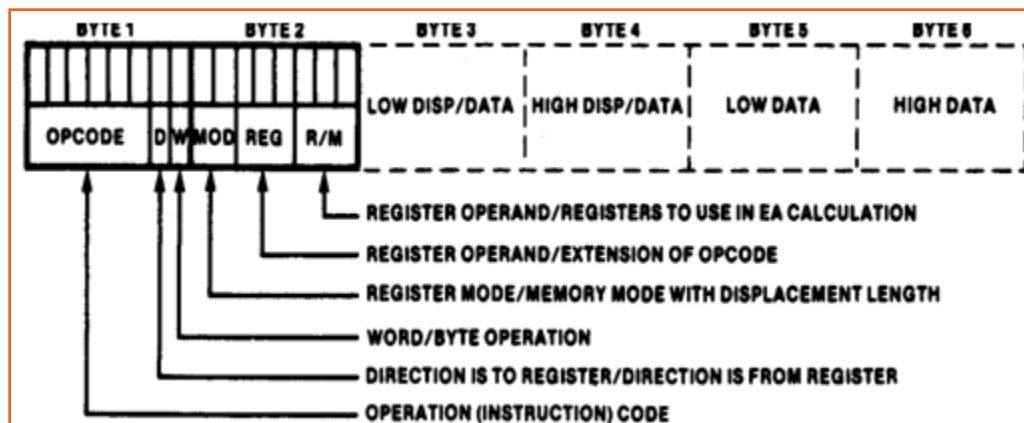 BYTE 1 BYTE 2 BYTE 3 BYTE 4 BYTE 5 BYTE 6
LOW DISP/DATA HIGH DISP/DATA LOW DATA HIGH DATA
OPCODE D W MOD REG R/M
REGISTER OPERAND/REGISTERS TO USE IN EA CALCULATION
REGISTER OPERAND/EXTENSION OF OPCODE
REGISTER MODE/MEMORY MODE WITH DISPLACEMENT LENGTH
WORD/BYTE OPERATION
DIRECTION IS TO REGISTER/DIRECTION IS FROM REGISTER
OPERATION (INSTRUCTION) CODE